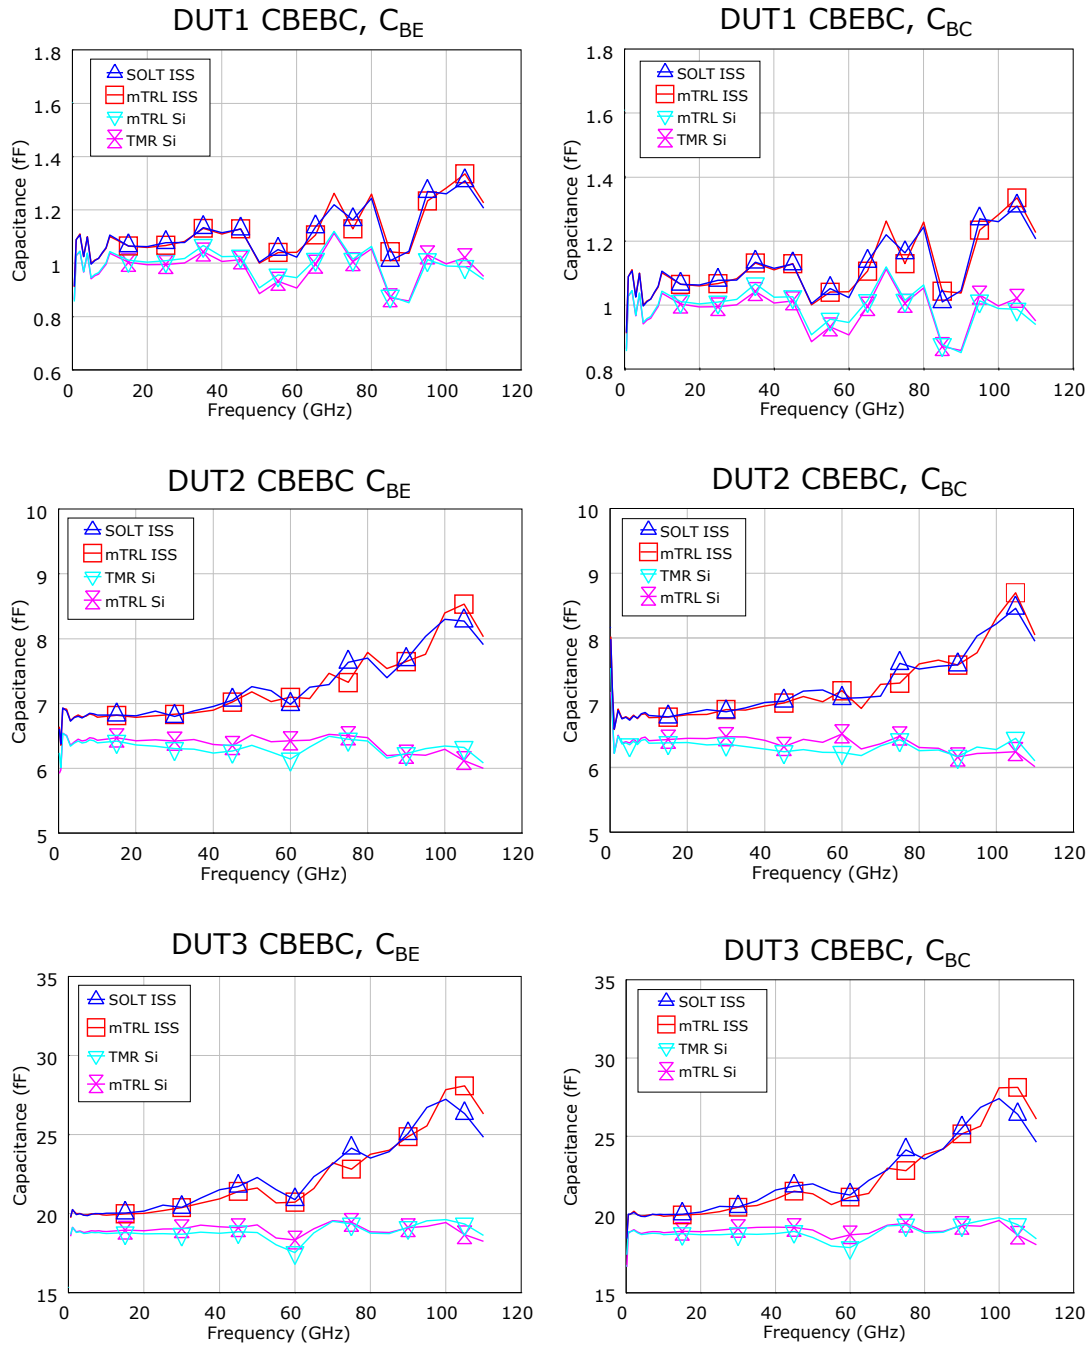 DUT1 CBEBC, CBE
1.8
1.6
1.4
1.2
1
0.8
0.6
Capacitance (fF)
SOLT ISS
mTRL ISS
mTRL Si
TMR Si
0 20 40 60 80 100 120
Frequency (GHz)
DUT1 CBEBC, CBC
1.8
1.6
1.4
1.2
1
0.8
Capacitance (fF)
SOLT ISS
mTRL ISS
mTRL Si
TMR Si
0 20 40 60 80 100 120
Frequency (GHz)
DUT2 CBEBC CBE
10
9
8
7
6
5
Capacitance (fF)
SOLT ISS
mTRL ISS
TMR Si
mTRL Si
0 20 40 60 80 100 120
Frequency (GHz)
DUT2 CBEBC, CBC
10
9
8
7
6
5
Capacitance (fF)
SOLT ISS
mTRL ISS
TMR Si
mTRL Si
0 20 40 60 80 100 120
Frequency (GHz)
DUT3 CBEBC, CBE
35
30
25
20
15
Capacitance (fF)
SOLT ISS
mTRL ISS
TMR Si
mTRL Si
0 20 40 60 80 100 120
Frequency (GHz)
DUT3 CBEBC, CBC
35
30
25
20
15
Capacitance (fF)
SOLT ISS
mTRL ISS
TMR Si
mTRL Si
0 20 40 60 80 100 120
Frequency (GHz)